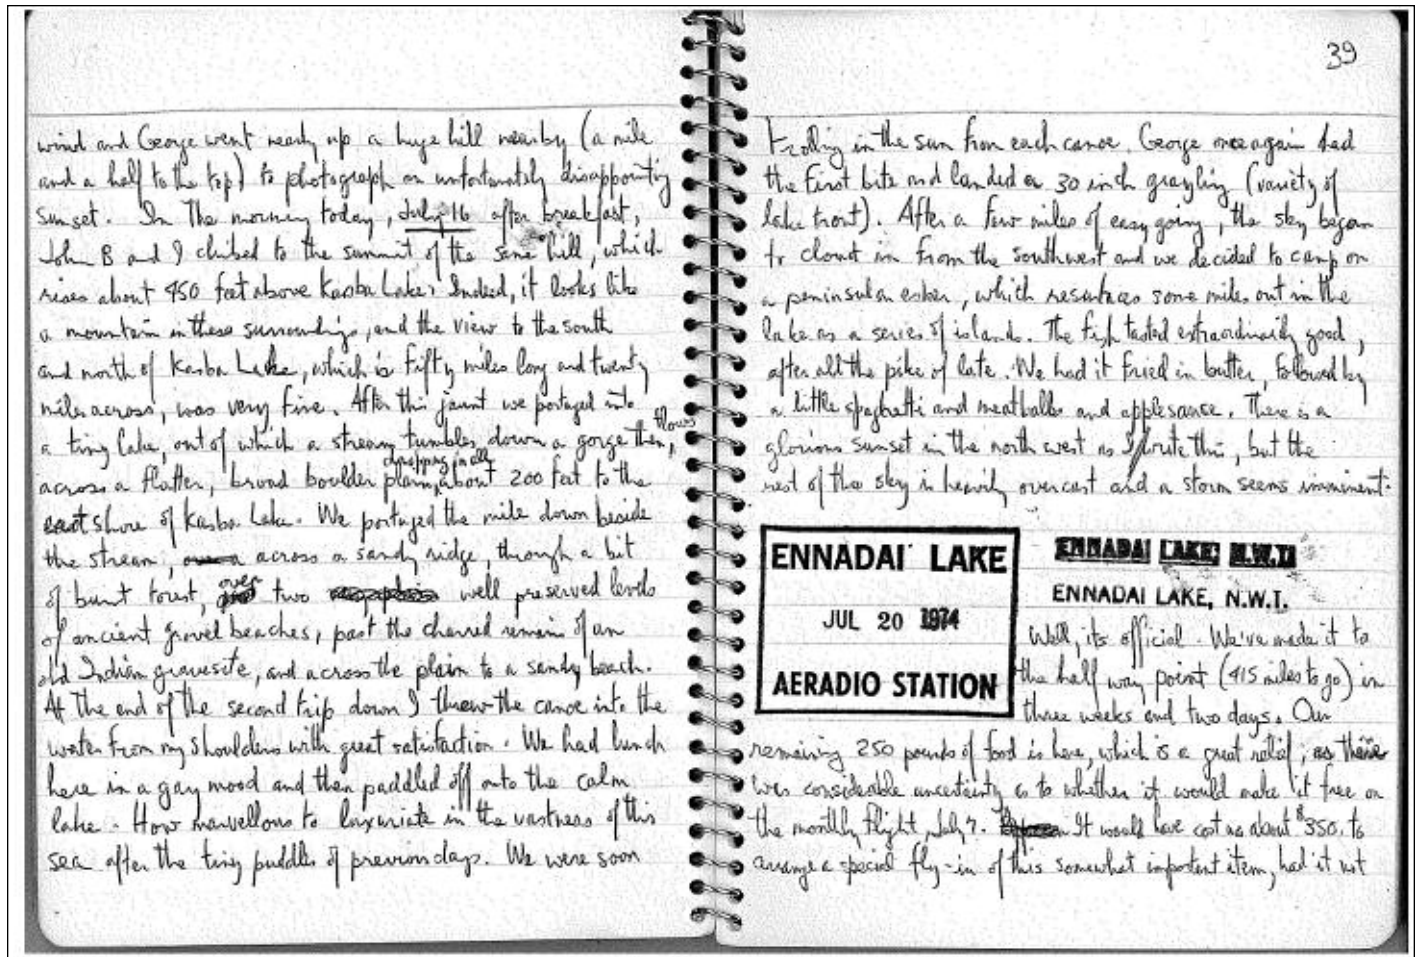 wind and George went nearly up a huge hill nearby (a mile
and a half to the top) to photograph an unfortunately disappointing
sunset. In the morning today, July 16 after breakfast,
John B and I climbed to the summit of the same hill, which
rises about 450 feet above Kasba Lake. Indeed, it looks like
a mountain in these surroundings, and the view to the south
and north of Kasba Lake, which is fifty miles long and twenty
miles across, was very fine. After this jaunt we portaged into
a tiny lake, out of which a stream tumbles down a gorge then flows
across a flatter, broad boulder plain, dropping in all about 200 feet to the
east shore of Kasba Lake. We portaged the mile down beside
the stream, across a sandy ridge, through a bit
of burnt forest, over two well preserved levels
of ancient gravel beaches, past the charred remains of an
old Indian gravesite, and across the plain to a sandy beach.
At the end of the second trip down I threw the canoe into the
water from my shoulders with great satisfaction. We had lunch
here in a gay mood and then paddled off onto the calm
lake. How marvellous to luxuriate in the vastness of this
sea after the tiny puddles of previous days. We were soon
39
trolling in the sun from each canoe. George once again had
the first bite and landed a 30 inch grayling (variety of
lake trout). After a few miles of easy going, the sky began
to cloud in from the southwest and we decided to camp on
a peninsular esker, which resurfaces some miles out in the
lake as a series of islands. The fish tasted extraordinarily good,
after all the pike of late. We had it fried in butter, followed by
a little spaghetti and meatballs and applesauce. There is a
glorious sunset in the north west as I write this, but the
rest of the sky is heavily overcast and a storm seems imminent.
ENNADAI LAKE
JUL 20 1974
AERADIO STATION
ENNADAI LAKE N.W.T.
ENNADAI LAKE, N.W.T.
Well, its official. We've made it to
the half way point (415 miles to go) in
three weeks and two days. Our
remaining 250 pounds of food is here, which is a great relief, as there
was considerable uncertainty as to whether it would make it free on
the monthly flight, July 7. It would have cost us about $350. to
arrange a special fly-in of this somewhat important item, had it not